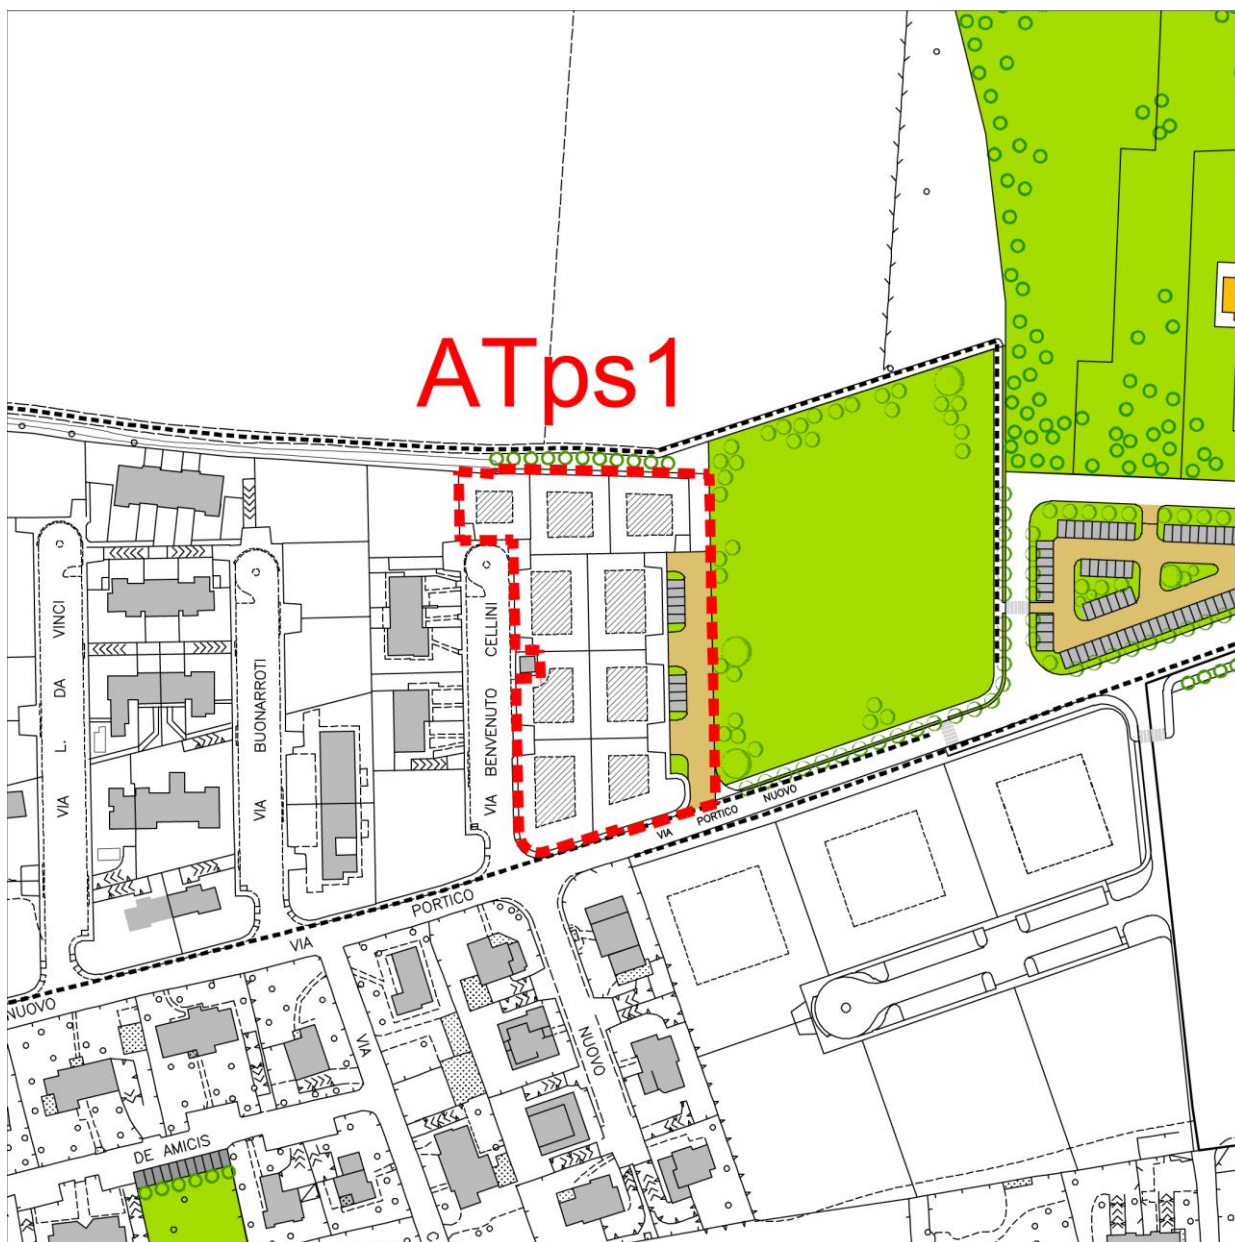 ATps1
VIA L. DA VINCI
VIA BUONARROTI
VIA BENVENUTO CELLINI
VIA PORTICO NUOVO
NUOVO VIA PORTICO
VIA
NUOVO
DE AMICIS